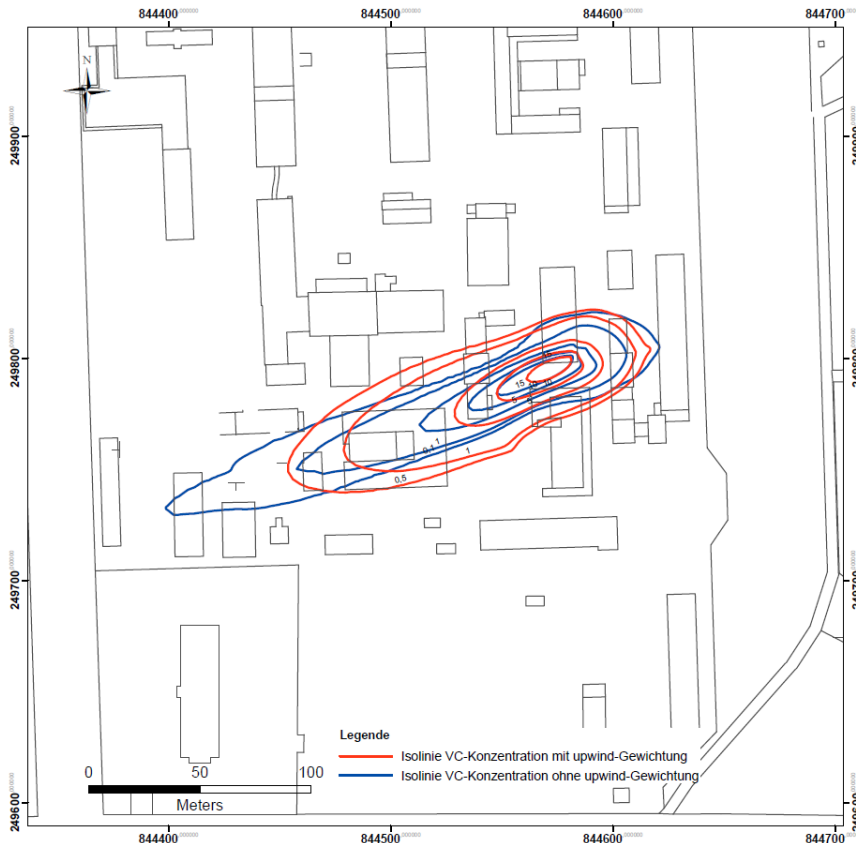 844400 844500 844600 844700
N
249900
249800
15
5
0,1 1
1
0,5
249700
Legende
Isolinie VC-Konzentration mit upwind-Gewichtung
Isolinie VC-Konzentration ohne upwind-Gewichtung
0 50 100
Meters
249600
844400 844500 844600 844700